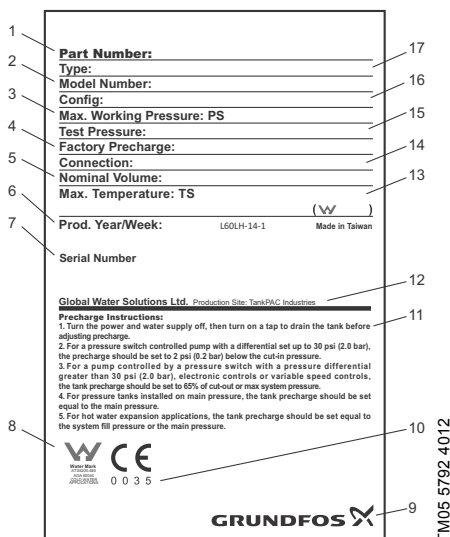 1
Part Number:
17
Type:
2
Model Number:
16
Config:
3
Max. Working Pressure: PS
15
Test Pressure:
4
Factory Precharge:
14
Connection:
5
Nominal Volume:
13
Max. Temperature: TS
6
(W )
Prod. Year/Week: L60LH-14-1 Made in Taiwan
7
Serial Number
12
Global Water Solutions Ltd. Production Site: TankPAC Industries
11
Precharge Instructions:
1. Turn the power and water supply off, then turn on a tap to drain the tank before
adjusting precharge.
2. For a pressure switch controlled pump with a differential set up to 30 psi (2.0 bar),
the precharge should be set to 2 psi (0.2 bar) below the cut-in pressure.
3. For a pump controlled by a pressure switch with a pressure differential
greater than 30 psi (2.0 bar), electronic controls or variable speed controls,
the tank precharge should be set to 65% of cut-out or max system pressure.
4. For pressure tanks installed on main pressure, the tank precharge should be set
equal to the main pressure.
5. For hot water expansion applications, the tank precharge should be set equal to
the system fill pressure or the main pressure.
8
10
W CE
Water Mark
COLD WATER
APPLICATIONS
0 0 3 5
9
GRUNDFOS X
TM05 5792 4012